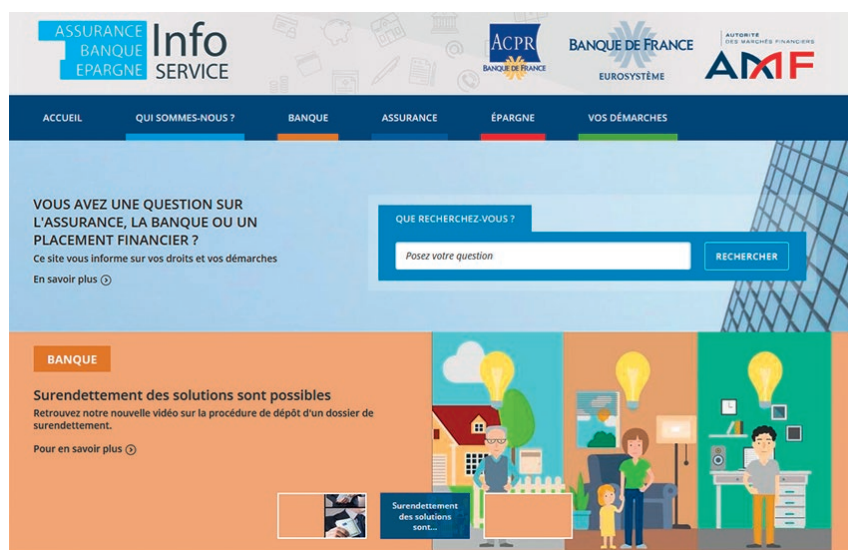 ASSURANCE
BANQUE
EPARGNE
Info
SERVICE
ACPR
BANQUE DE FRANCE
BANQUE DE FRANCE
EUROSYSTÈME
AUTORITÉ
DES MARCHÉS FINANCIERS
AMF
ACCUEIL
QUI SOMMES-NOUS ?
BANQUE
ASSURANCE
ÉPARGNE
VOS DÉMARCHES
VOUS AVEZ UNE QUESTION SUR
L'ASSURANCE, LA BANQUE OU UN
PLACEMENT FINANCIER ?
Ce site vous informe sur vos droits et vos démarches
En savoir plus
QUE RECHERCHEZ-VOUS ?
Posez votre question
RECHERCHER
BANQUE
Surendettement des solutions sont possibles
Retrouvez notre nouvelle vidéo sur la procédure de dépôt d'un dossier de
surendettement.
Pour en savoir plus
Surendettement
des solutions
sont...